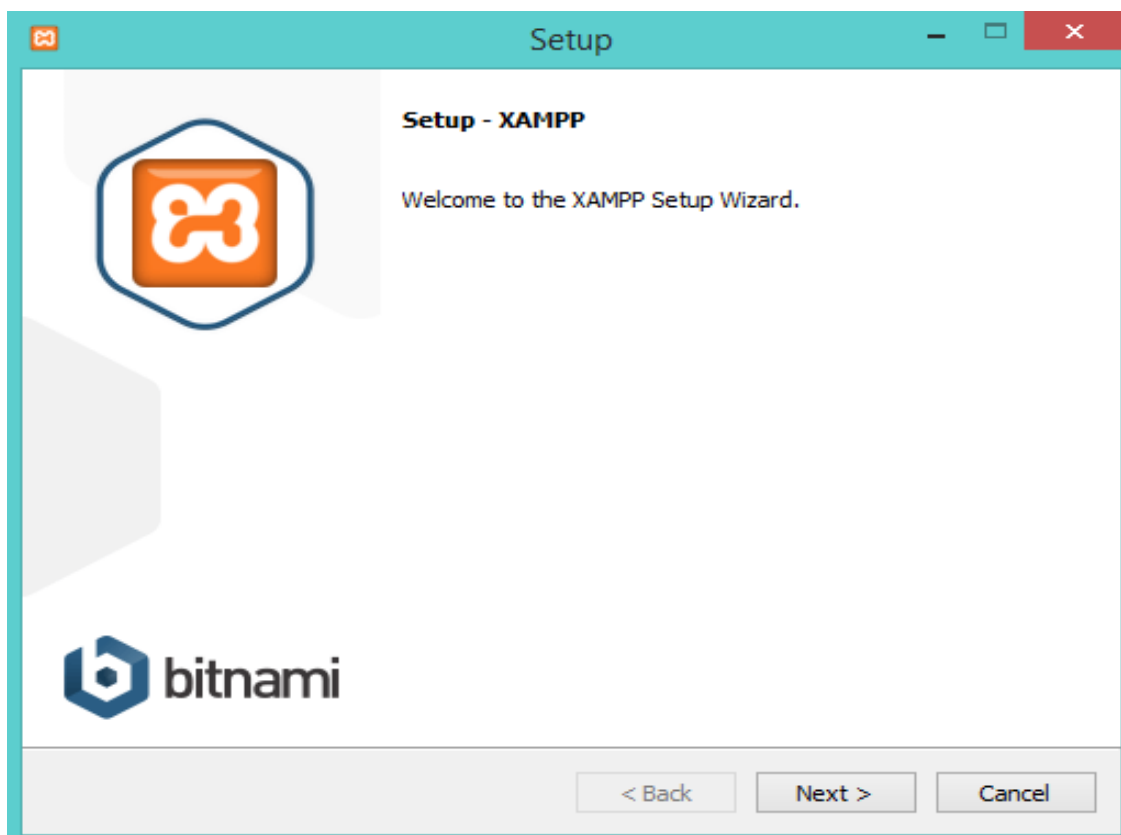 Setup
Setup - XAMPP
Welcome to the XAMPP Setup Wizard.
bitnami
< Back
Next >
Cancel